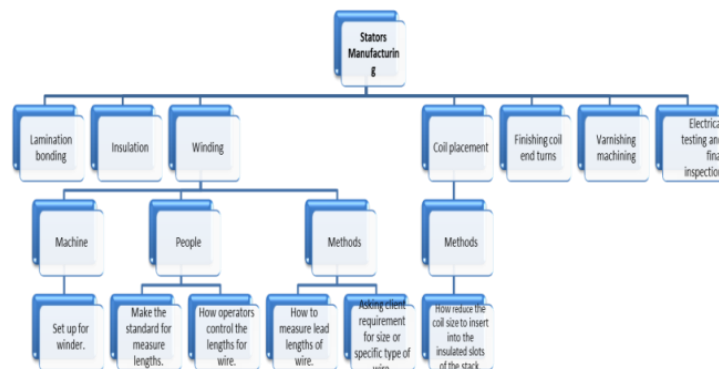 Stators
Manufacturin
g
Lamination
bonding
Insulation
Winding
Coil placement
Finishing coil
end turns
Varnishing
machining
Electrica
testing and
fina
inspection
Machine
People
Methods
Methods
Set up for
winder.
Make the
standard for
measure
lengths.
How operators
control the
lengths for
wire.
How to
measure lead
lengths of
wire.
Asking client
requirement
for size or
specific type of
wire
How reduce the
coil size to insert
into the
insulated slots
of the stack